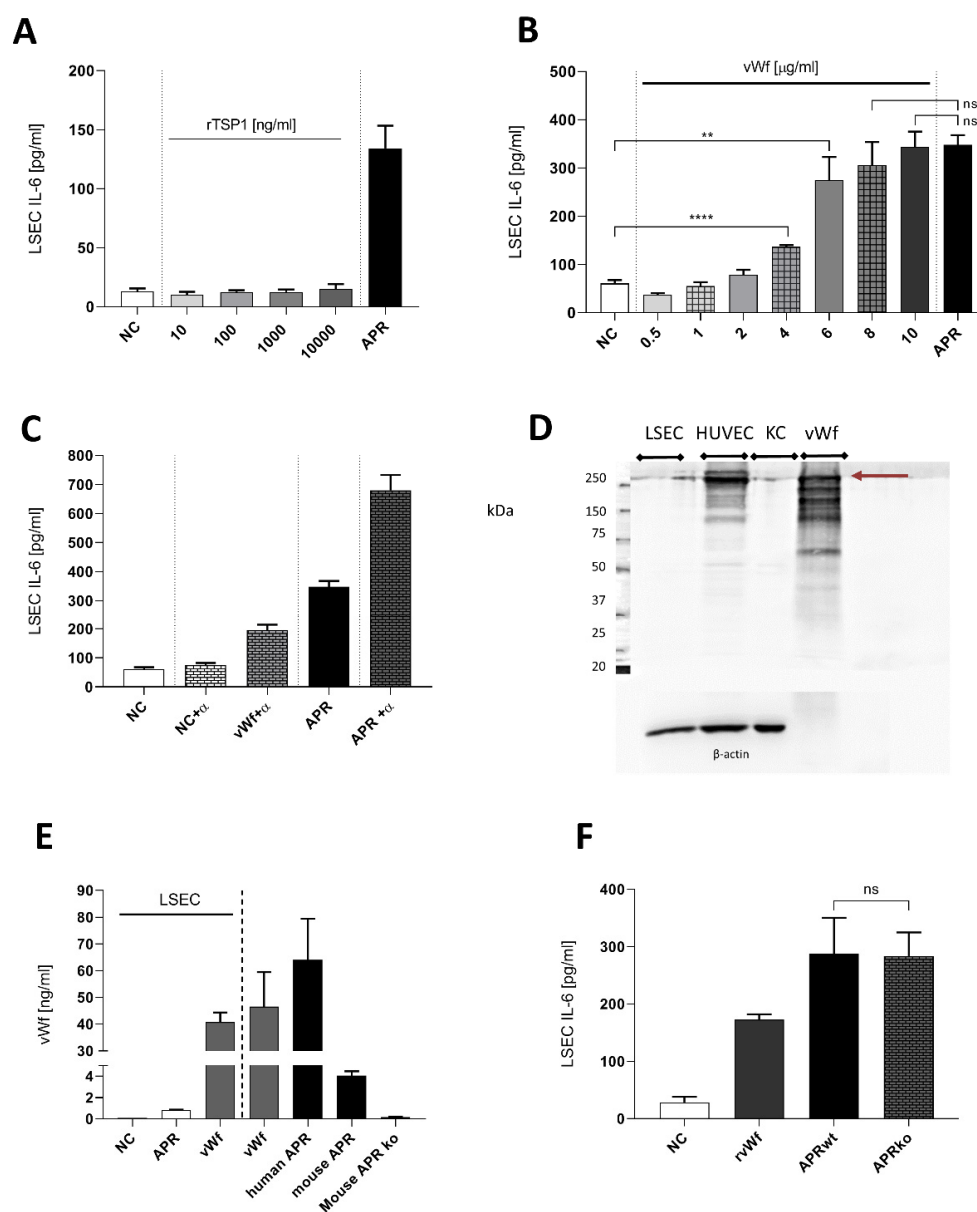 A
LSEC IL-6 [pg/ml]
200
150
100
50
0
rTSP1 [ng/ml]
NC
10
100
1000
10000
APR
B
LSEC IL-6 [pg/ml]
500
400
300
200
100
0
vWf [μg/ml]
ns
ns
**
****
NC
0.5
1
2
4
6
8
10
APR
C
LSEC IL-6 [pg/ml]
800
700
600
500
400
300
200
100
0
NC
NC+α
vWf+α
APR
APR +α
D
LSEC HUVEC KC vWf
kDa
250
150
75
50
37
25
20
β-actin
E
vWf [ng/ml]
90
80
70
60
50
40
30
4
2
0
LSEC
NC
APR
vWf
vWf
human APR
mouse APR
Mouse APR ko
F
LSEC IL-6 [pg/ml]
400
300
200
100
0
ns
NC
rvWf
APRwt
APRko